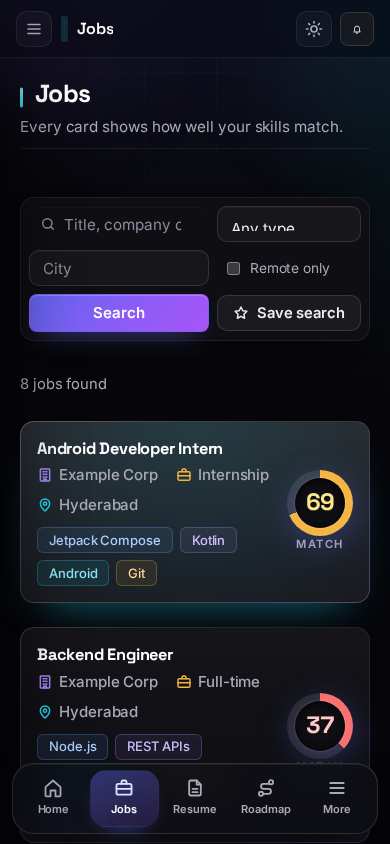 Jobs
Jobs
Every card shows how well your skills match.
Title, company c
Any type
City
Remote only
Search
Save search
8 jobs found
Android Developer Intern
Example Corp Internship
Hyderabad
69
MATCH
Jetpack Compose Kotlin
Android Git
Backend Engineer
Example Corp Full-time
Hyderabad
37
Node.js REST APIs
Home Jobs Resume Roadmap More